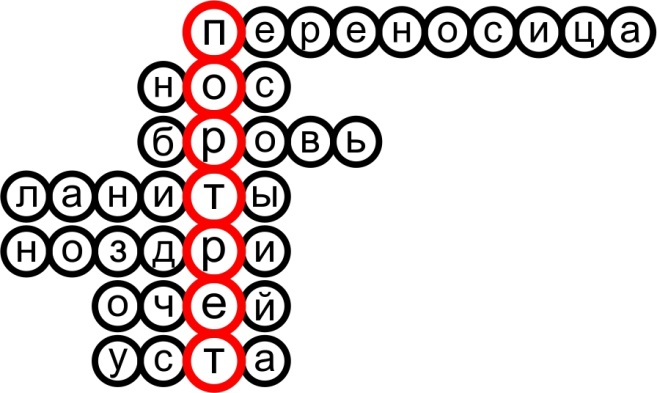 переносица
нос
бровь
ланиты
ноздри
очей
уста